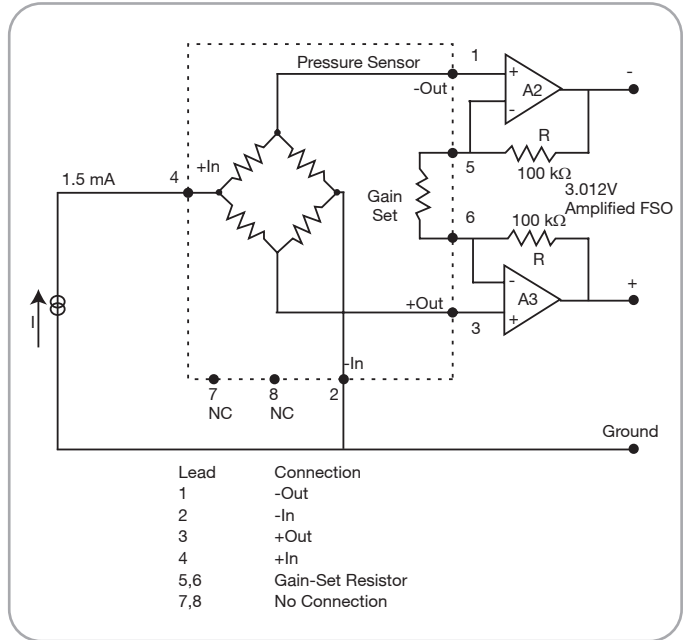 1
Pressure Sensor
-Out
+
A2
-
-
R
100 kΩ
5
4
+In
1.5 mA
Gain
Set
3.012V
Amplified FSO
6
100 kΩ
R
-
A3
+
+
+Out
3
I
-In
7
NC
8
NC
2
Ground
Lead Connection
1 -Out
2 -In
3 +Out
4 +In
5,6 Gain-Set Resistor
7,8 No Connection